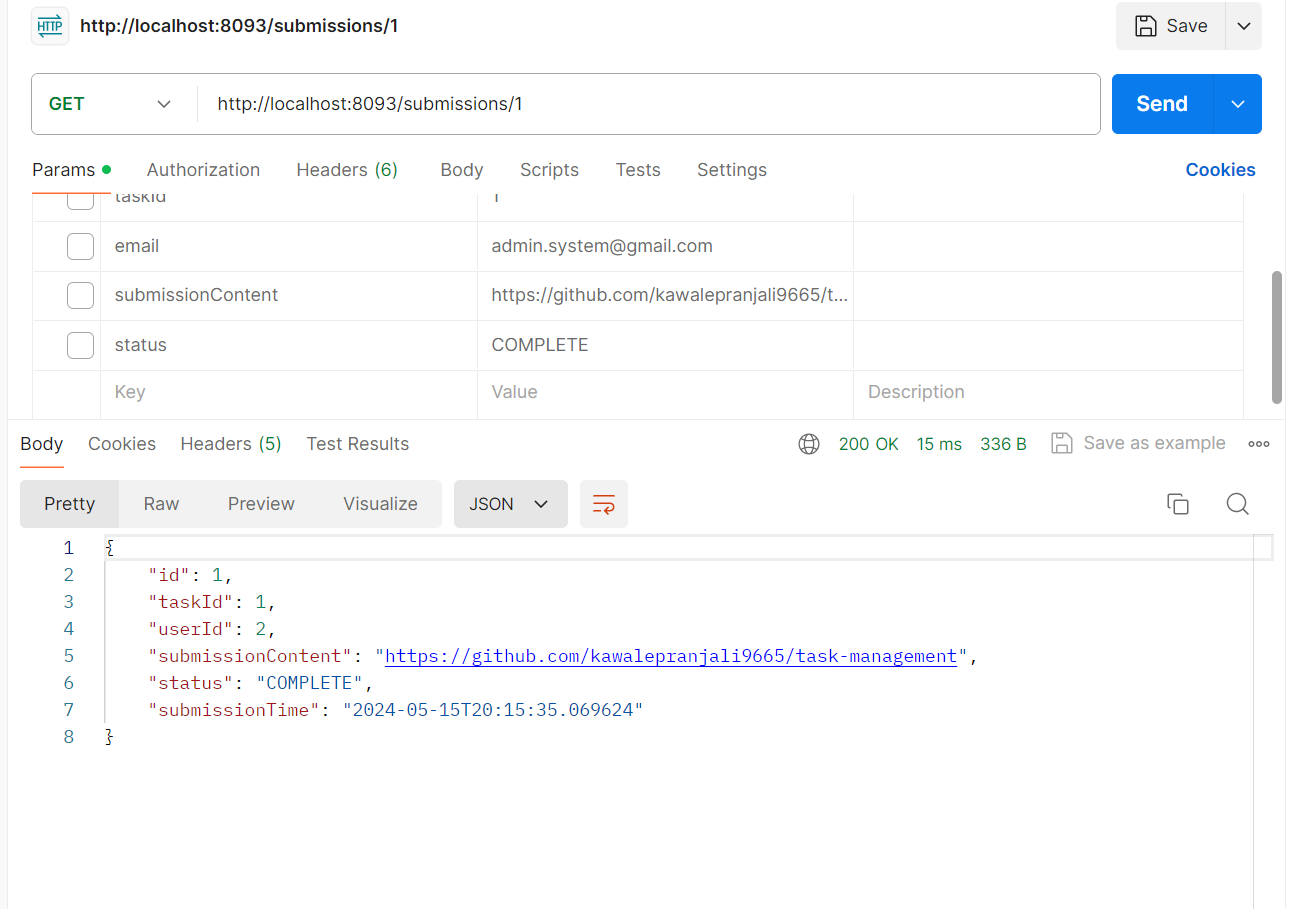 HTTP http://localhost:8093/submissions/1 Save
GET http://localhost:8093/submissions/1 Send
Params Authorization Headers (6) Body Scripts Tests Settings Cookies
taskId 1
email admin.system@gmail.com
submissionContent https://github.com/kawalepranjali9665/t...
status COMPLETE
Key Value Description
Body Cookies Headers (5) Test Results 200 OK 15 ms 336 B Save as example
Pretty Raw Preview Visualize JSON
1 {
2 "id": 1,
3 "taskId": 1,
4 "userId": 2,
5 "submissionContent": "https://github.com/kawalepranjali9665/task-management",
6 "status": "COMPLETE",
7 "submissionTime": "2024-05-15T20:15:35.069624"
8 }